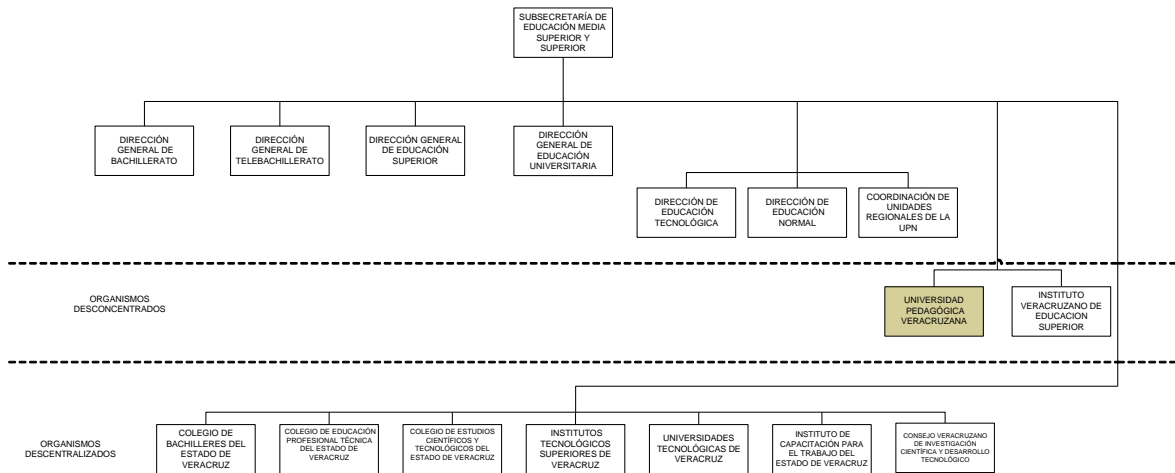 SUBSECRETARÍA DE
EDUCACIÓN MEDIA
SUPERIOR Y
SUPERIOR
DIRECCIÓN
GENERAL DE
BACHILLERATO
DIRECCIÓN
GENERAL DE
TELEBACHILLERATO
DIRECCIÓN GENERAL
DE EDUCACIÓN
SUPERIOR
DIRECCIÓN
GENERAL DE
EDUCACIÓN
UNIVERSITARIA
DIRECCIÓN DE
EDUCACIÓN
TECNOLÓGICA
DIRECCIÓN DE
EDUCACIÓN
NORMAL
COORDINACIÓN DE
UNIDADES
REGIONALES DE LA
UPN
ORGANISMOS
DESCONCENTRADOS
UNIVERSIDAD
PEDAGÓGICA
VERACRUZANA
INSTITUTO
VERACRUZANO DE
EDUCACION
SUPERIOR
ORGANISMOS
DESCENTRALIZADOS
COLEGIO DE
BACHILLERES DEL
ESTADO DE
VERACRUZ
COLEGIO DE EDUCACIÓN
PROFESIONAL TÉCNICA
DEL ESTADO DE
VERACRUZ
COLEGIO DE ESTUDIOS
CIENTÍFICOS Y
TECNOLÓGICOS DEL
ESTADO DE VERACRUZ
INSTITUTOS
TECNOLÓGICOS
SUPERIORES DE
VERACRUZ
UNIVERSIDADES
TECNOLÓGICAS DE
VERACRUZ
INSTITUTO DE
CAPACITACIÓN PARA
EL TRABAJO DEL
ESTADO DE VERACRUZ
CONSEJO VERACRUZANO
DE INVESTIGACIÓN
CIENTÍFICA Y DESARROLLO
TECNOLÓGICO